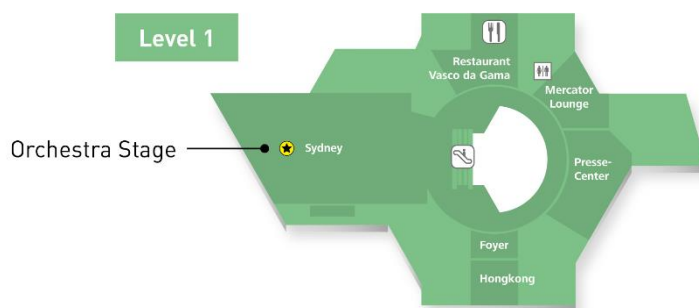 Level 1
Restaurant
Vasco da Gama
Mercator
Lounge
Orchestra Stage
Sydney
Presse-
Center
Foyer
Hongkong